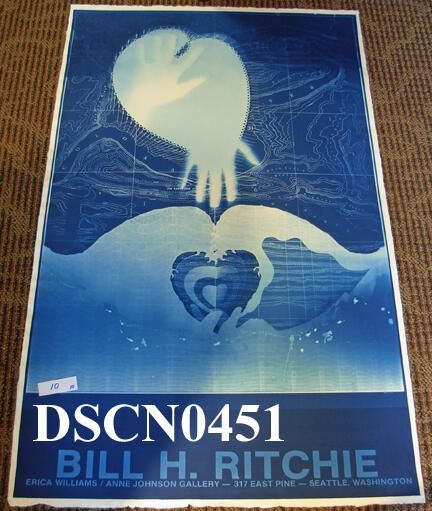 10
DSCN0451
BILL H. RITCHIE
ERICA WILLIAMS / ANNE JOHNSON GALLERY — 317 EAST PINE — SEATTLE, WASHINGTON